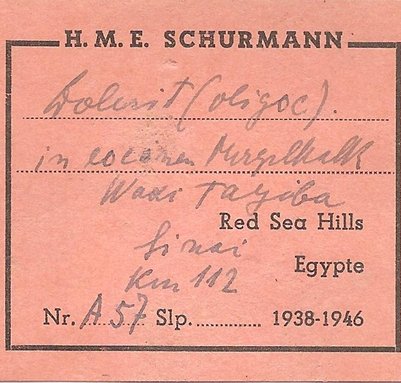 H. M. E. SCHURMANN
Dolerit (oligoc).
in eocenen Mergelkalk
Wadi Tayiba
Red Sea Hills
Sinai
Egypte
Km 112
Nr. A 57 Slp. ............ 1938-1946